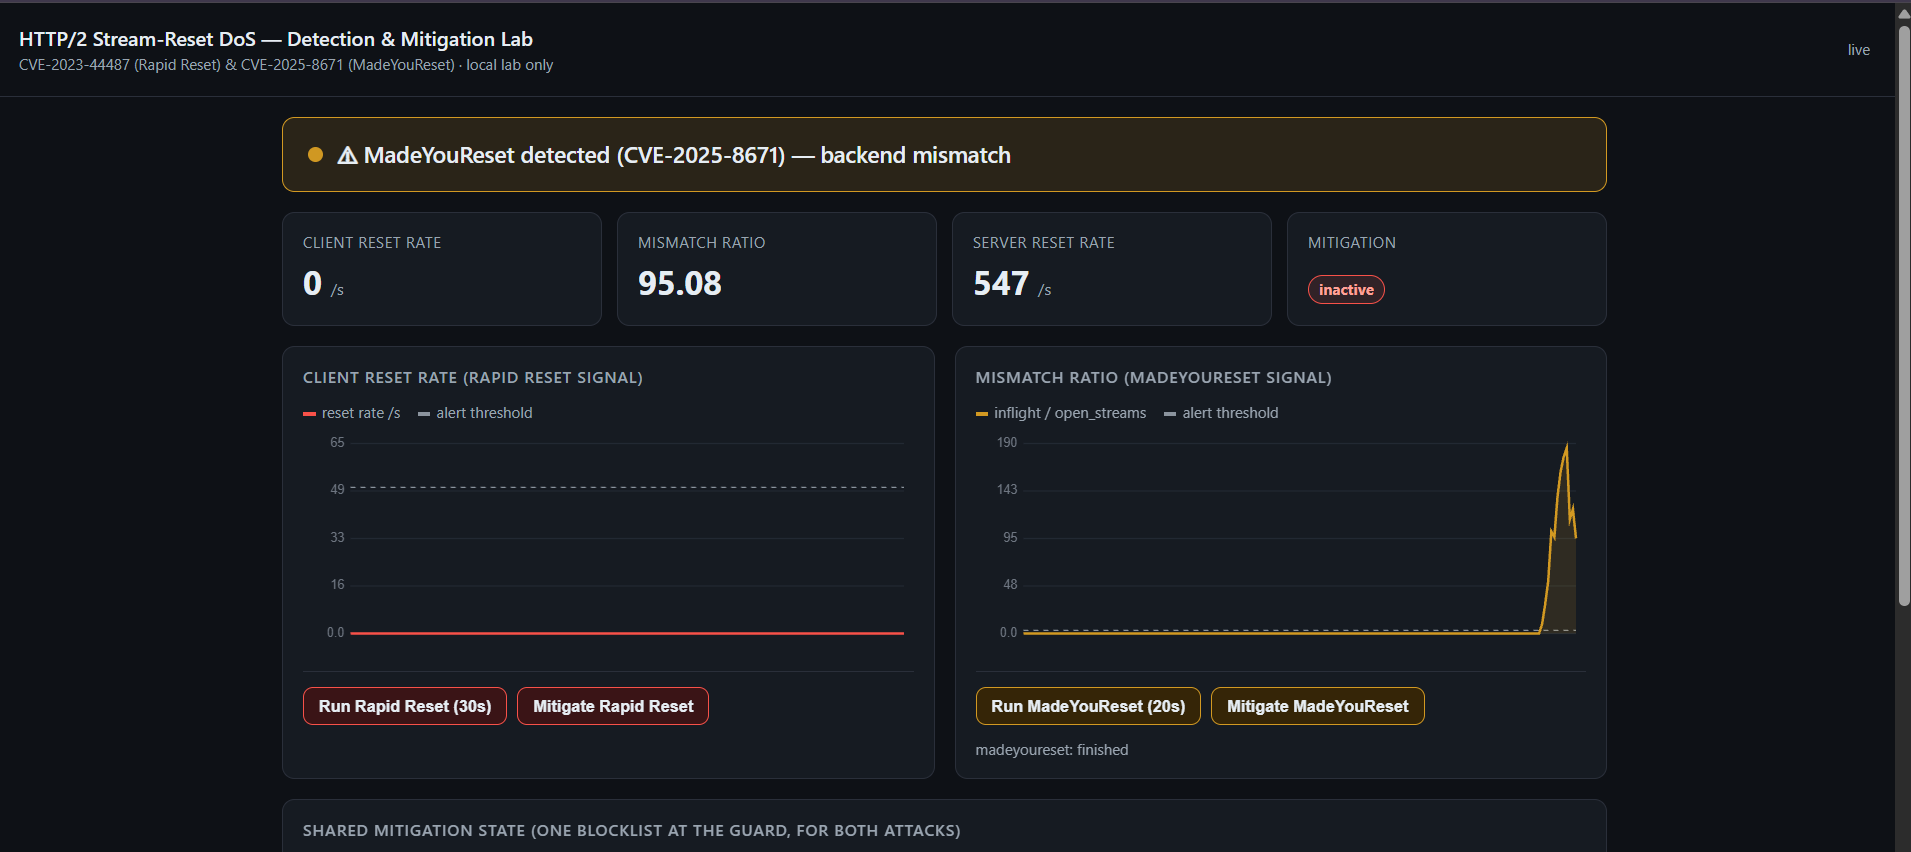 HTTP/2 Stream-Reset DoS — Detection & Mitigation Lab
CVE-2023-44487 (Rapid Reset) & CVE-2025-8671 (MadeYouReset) · local lab only
live
⚠ MadeYouReset detected (CVE-2025-8671) — backend mismatch
CLIENT RESET RATE
0 /s
MISMATCH RATIO
95.08
SERVER RESET RATE
547 /s
MITIGATION
inactive
CLIENT RESET RATE (RAPID RESET SIGNAL)
reset rate /s alert threshold
65
49
33
16
0.0
Run Rapid Reset (30s) Mitigate Rapid Reset
MISMATCH RATIO (MADEYOURESET SIGNAL)
inflight / open_streams alert threshold
190
143
95
48
0.0
Run MadeYouReset (20s) Mitigate MadeYouReset
madeyoureset: finished
SHARED MITIGATION STATE (ONE BLOCKLIST AT THE GUARD, FOR BOTH ATTACKS)